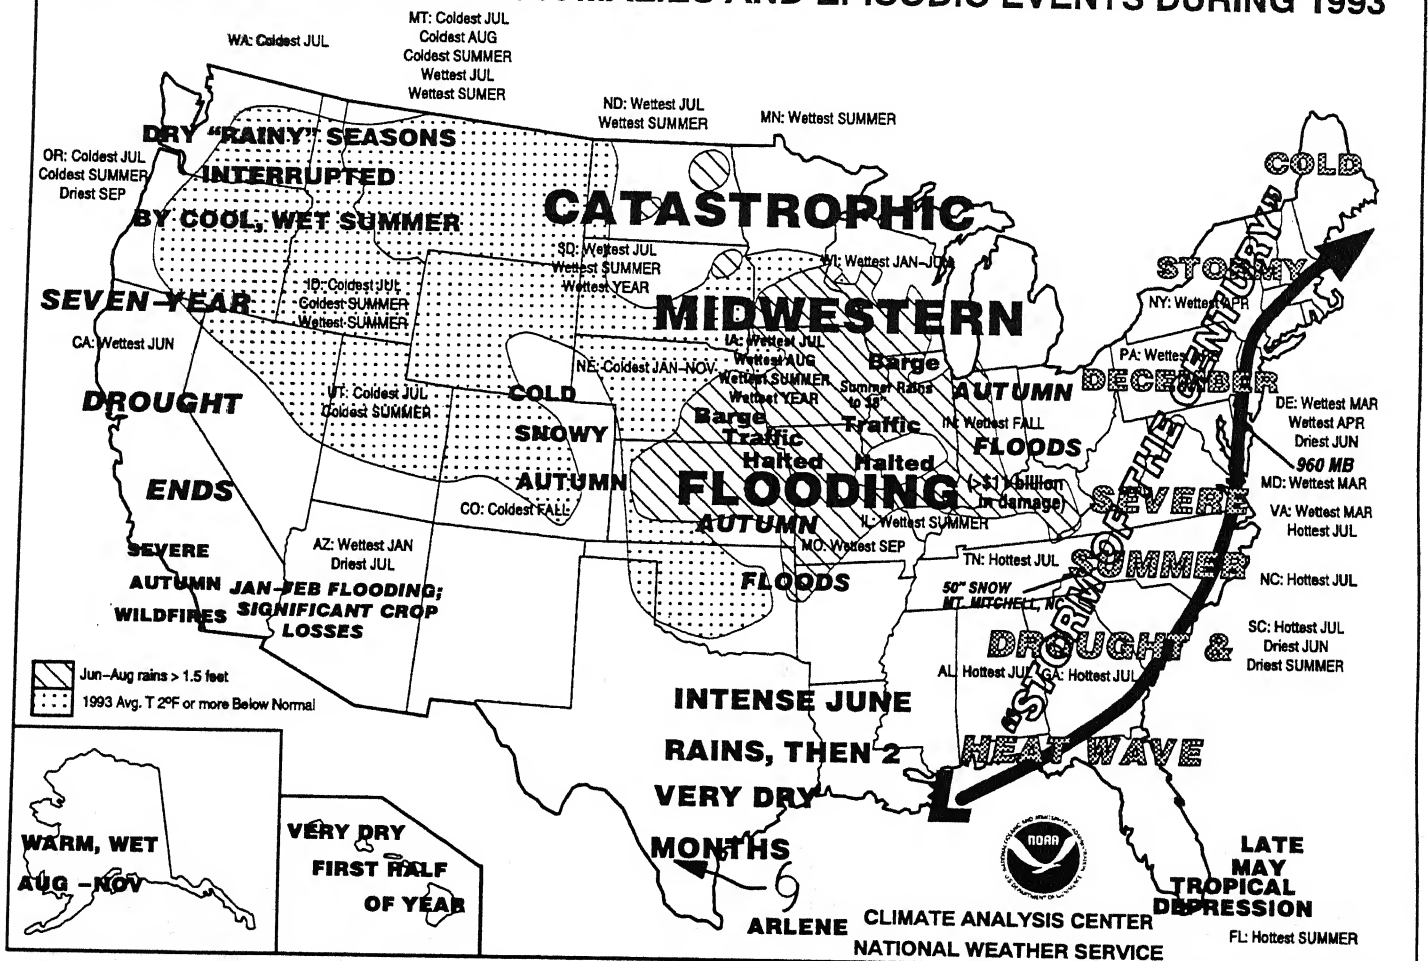 AND EPISODIC EVENTS DURING 1993
MT: Coldest JUL
Coldest AUG
Coldest SUMMER
Wettest JUL
Wettest SUMER
WA: Coldest JUL
ND: Wettest JUL
Wettest SUMMER
MN: Wettest SUMMER
OR: Coldest JUL
Coldest SUMMER
Driest SEP
DRY "RAINY" SEASONS
INTERRUPTED
BY COOL, WET SUMMER
COLD
STORMY
DECEMBER
CATASTROPHIC
MIDWESTERN
FLOODING
SD: Wettest JUL
Wettest SUMMER
Wettest YEAR
WI: Wettest JAN-JUN
ID: Coldest JUL
Coldest SUMMER
Wettest SUMMER
NY: Wettest APR
PA: Wettest APR
SEVEN-YEAR
DROUGHT
ENDS
CA: Wettest JUN
UT: Coldest JUL
Coldest SUMMER
NE: Coldest JAN-NOV
IA: Wettest JUL
Wettest AUG
Wettest SUMMER
Wettest YEAR
Barge
Traffic
Halted
Summer Rains
to 18"
Barge
Traffic
Halted
AUTUMN
FLOODS
IN: Wettest FALL
(>$11 billion
in damage)
COLD
SNOWY
AUTUMN
CO: Coldest FALL
AUTUMN
FLOODS
IL: Wettest SUMMER
MO: Wettest SEP
DE: Wettest MAR
Wettest APR
Driest JUN
960 MB
MD: Wettest MAR
VA: Wettest MAR
Hottest JUL
"STORM OF THE CENTURY"
SEVERE
SUMMER
DROUGHT &
HEAT WAVE
TN: Hottest JUL
50" SNOW
MT. MITCHELL, NC
NC: Hottest JUL
SC: Hottest JUL
Driest JUN
Driest SUMMER
AL: Hottest JUL
GA: Hottest JUL
SEVERE
AUTUMN
WILDFIRES
AZ: Wettest JAN
Driest JUL
JAN-FEB FLOODING;
SIGNIFICANT CROP
LOSSES
Jun-Aug rains > 1.5 feet
1993 Avg. T 2ºF or more Below Normal
INTENSE JUNE
RAINS, THEN 2
VERY DRY
MONTHS
L
ARLENE
WARM, WET
AUG -NOV
VERY DRY
FIRST HALF
OF YEAR
NOAA
CLIMATE ANALYSIS CENTER
NATIONAL WEATHER SERVICE
LATE
MAY
TROPICAL
DEPRESSION
FL: Hottest SUMMER